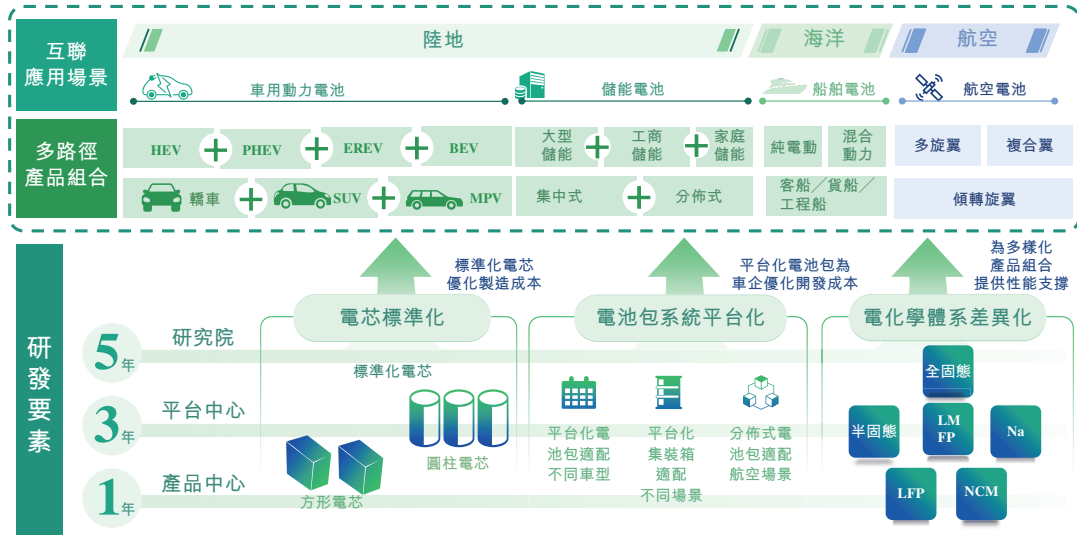 互聯
應用場景
陸地
海洋
航空
車用動力電池
儲能電池
船舶電池
航空電池
多路徑
產品組合
HEV
PHEV
EREV
BEV
大型
儲能
工商
儲能
家庭
儲能
純電動
混合
動力
多旋翼
複合翼
轎車
SUV
MPV
集中式
分佈式
客船／貨船／
工程船
傾轉旋翼
標準化電芯
優化製造成本
平台化電池包為
車企優化開發成本
為多樣化
產品組合
提供性能支撐
研發要素
電芯標準化
電池包系統平台化
電化學體系差異化
5年
研究院
3年
平台中心
1年
產品中心
標準化電芯
圓柱電芯
方形電芯
平台化電
池包適配
不同車型
平台化
集裝箱
適配
不同場景
分佈式電
池包適配
航空場景
全固態
半固態
LM
FP
Na
LFP
NCM